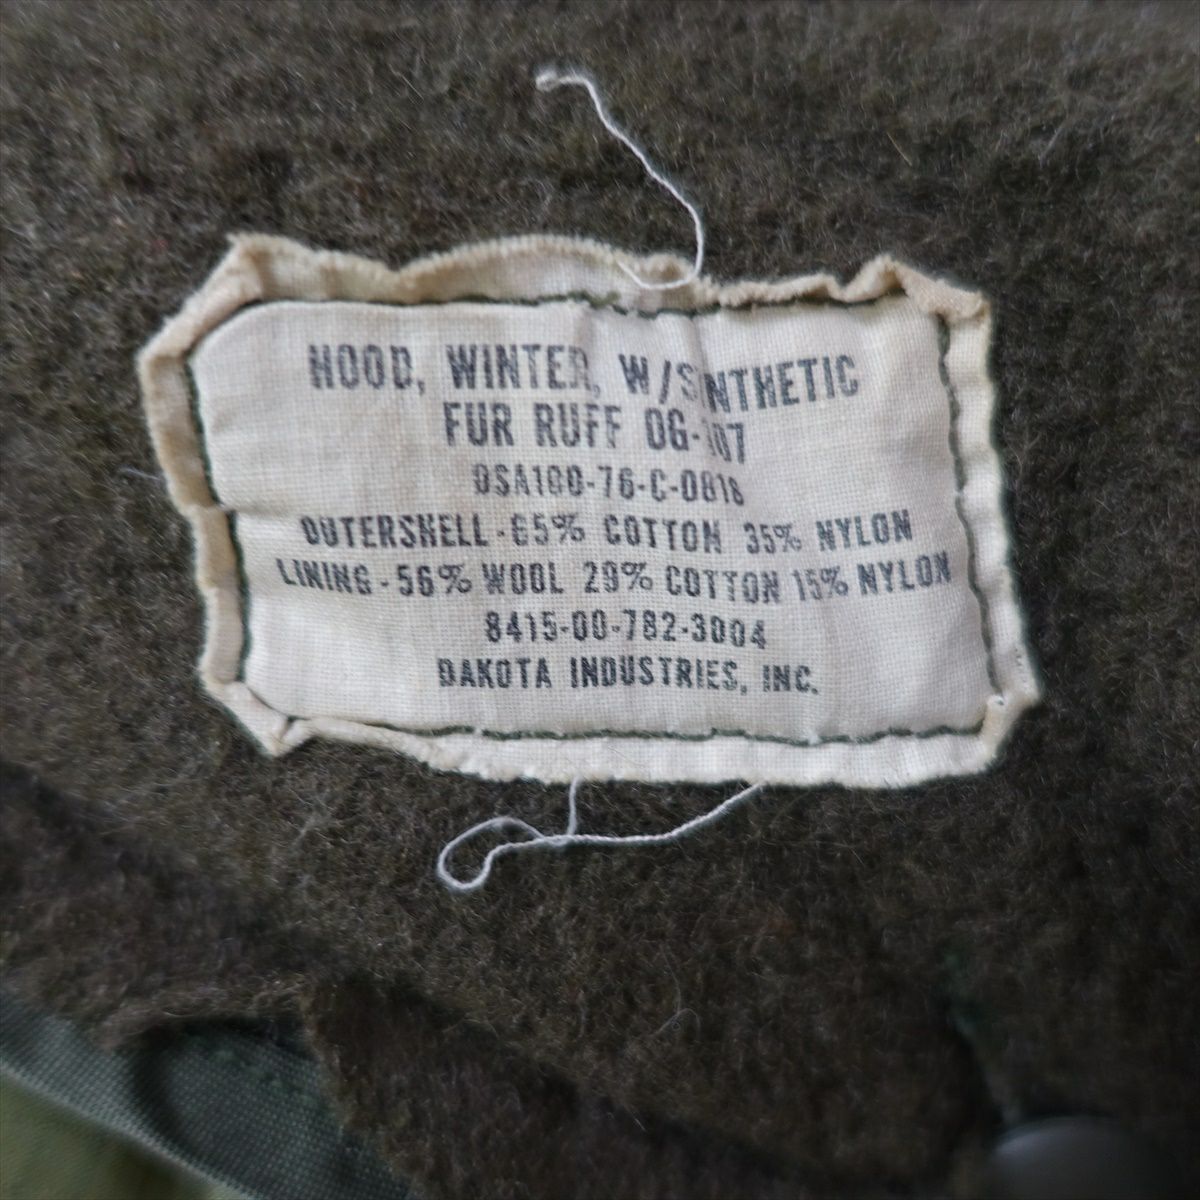 HOOD, WINTER, W/SYNTHETIC
FUR RUFF OG-107
DSA100-76-C-0818
OUTERSHELL-65% COTTON 35% NYLON
LINING-56% WOOL 29% COTTON 15% NYLON
8415-00-782-3004
DAKOTA INDUSTRIES, INC.